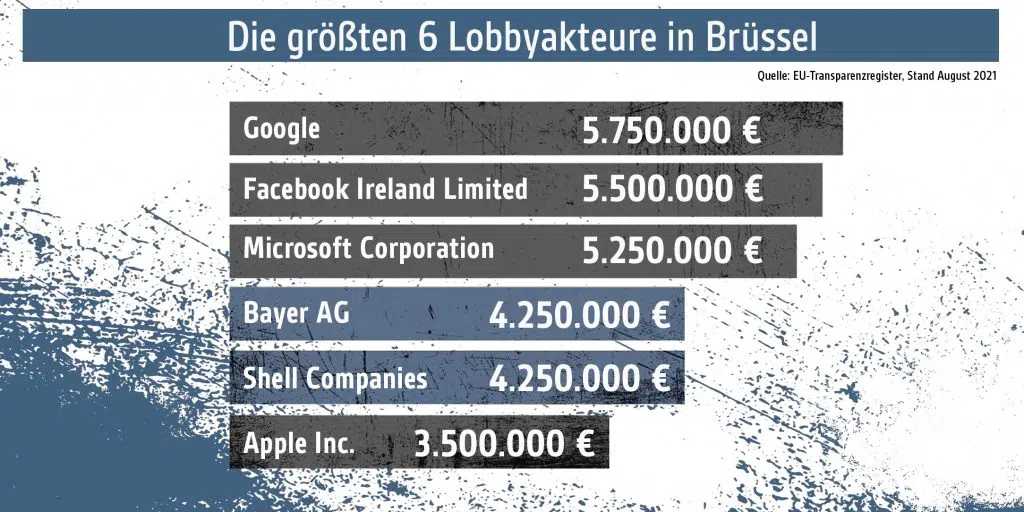 Die größten 6 Lobbyakteure in Brüssel
Quelle: EU-Transparenzregister, Stand August 2021
Google 5.750.000 €
Facebook Ireland Limited 5.500.000 €
Microsoft Corporation 5.250.000 €
Bayer AG 4.250.000 €
Shell Companies 4.250.000 €
Apple Inc. 3.500.000 €